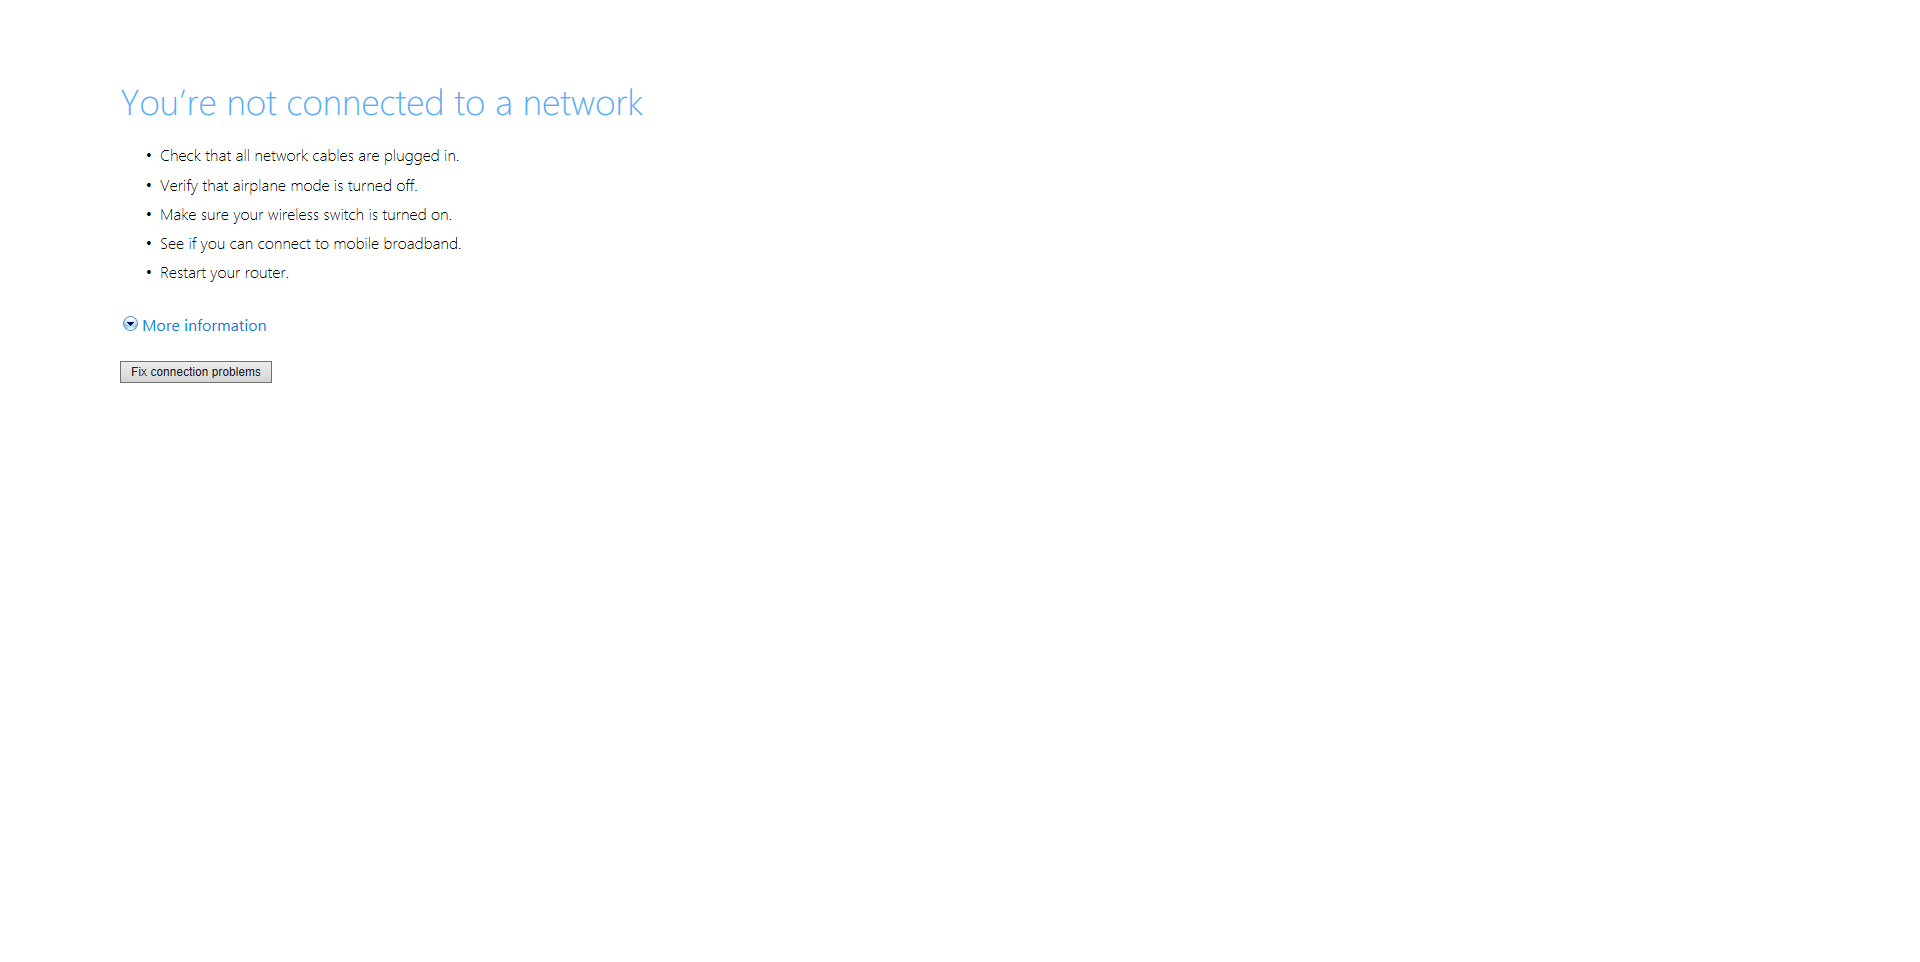 You're not connected to a network
• Check that all network cables are plugged in.
• Verify that airplane mode is turned off.
• Make sure your wireless switch is turned on.
• See if you can connect to mobile broadband.
• Restart your router.
More information
Fix connection problems